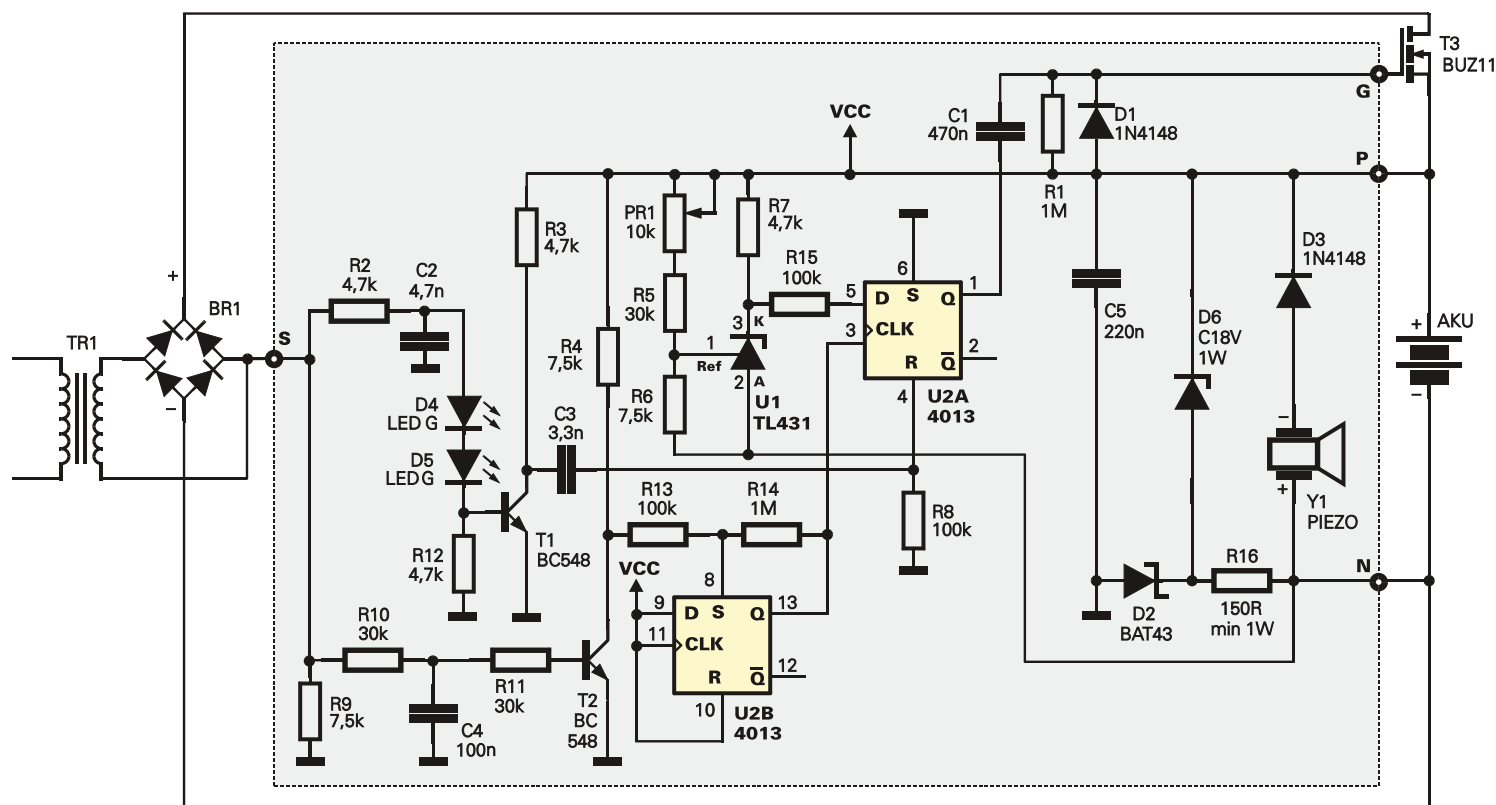 T3
BUZ11
G
VCC
C1
470n
D1
1N4148
P
R1
1M
PR1
10k
R7
4,7k
R3
4,7k
R15
100k
6
D3
1N4148
R2
4,7k
C2
4,7n
+
BR1
S
TR1
R5
30k
5
D
S
Q
1
3
CLK
3
K
C5
220n
D6
C18V
1W
+
AKU
R4
7,5k
1
Ref
2
A
R
Q
2
−
−
U1
TL431
R6
7,5k
4
U2A
4013
D4
LED G
C3
3,3n
−
D5
LED G
R13
100k
R14
1M
R8
100k
+
Y1
PIEZO
T1
BC548
R12
4,7k
VCC
8
R16
N
9
D
S
Q
13
D2
BAT43
150R
min 1W
R10
30k
11
CLK
R
Q
12
R11
30k
R9
7,5k
C4
100n
T2
BC
548
10
U2B
4013